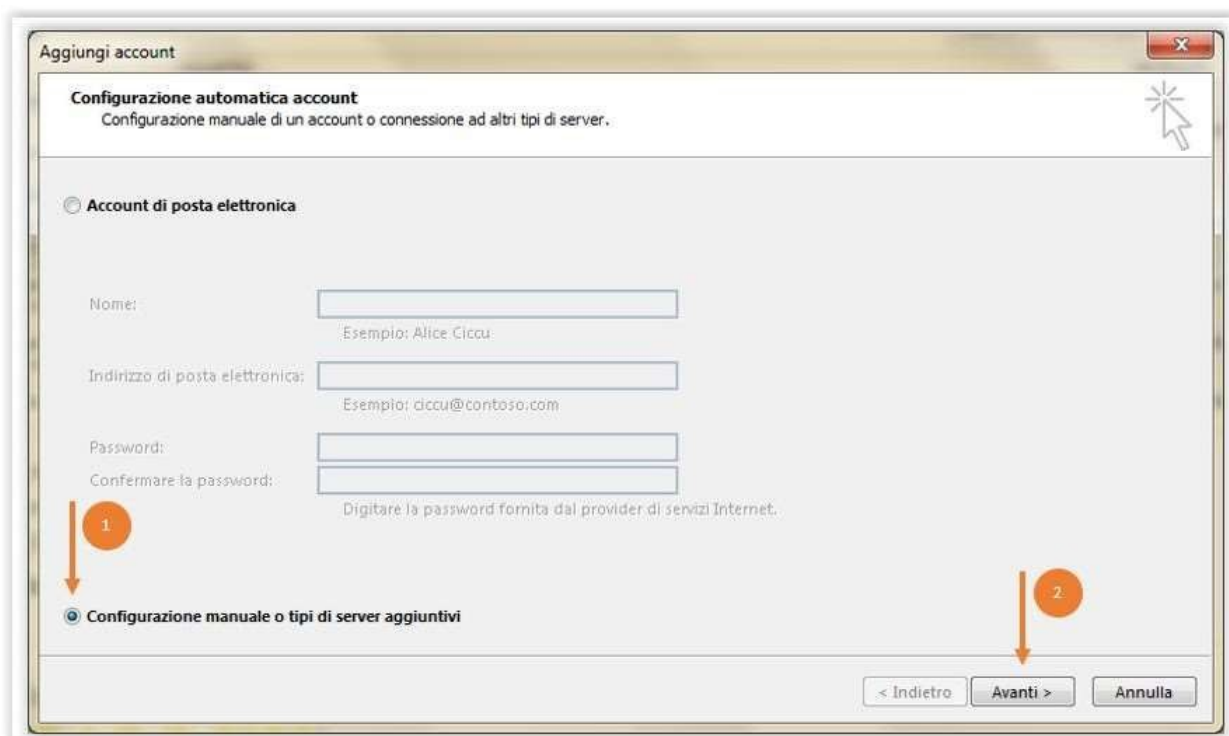 Aggiungi account
Configurazione automatica account
Configurazione manuale di un account o connessione ad altri tipi di server.
Account di posta elettronica
Nome:
Esempio: Alice Ciccu
Indirizzo di posta elettronica:
Esempio: ciccu@contoso.com
Password:
Confermare la password:
Digitare la password fornita dal provider di servizi Internet.
1
Configurazione manuale o tipi di server aggiuntivi
2
< Indietro
Avanti >
Annulla